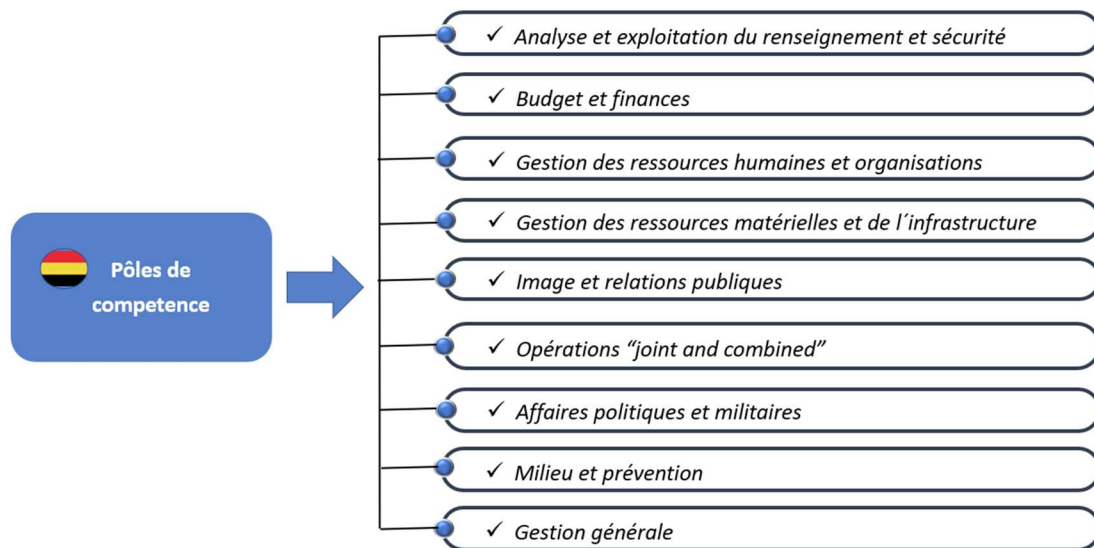 ✓ Analyse et exploitation du renseignement et sécurité
✓ Budget et finances
✓ Gestion des ressources humaines et organisations
✓ Gestion des ressources matérielles et de l´infrastructure
Pôles de
competence
✓ Image et relations publiques
✓ Opérations “joint and combined”
✓ Affaires politiques et militaires
✓ Milieu et prévention
✓ Gestion générale